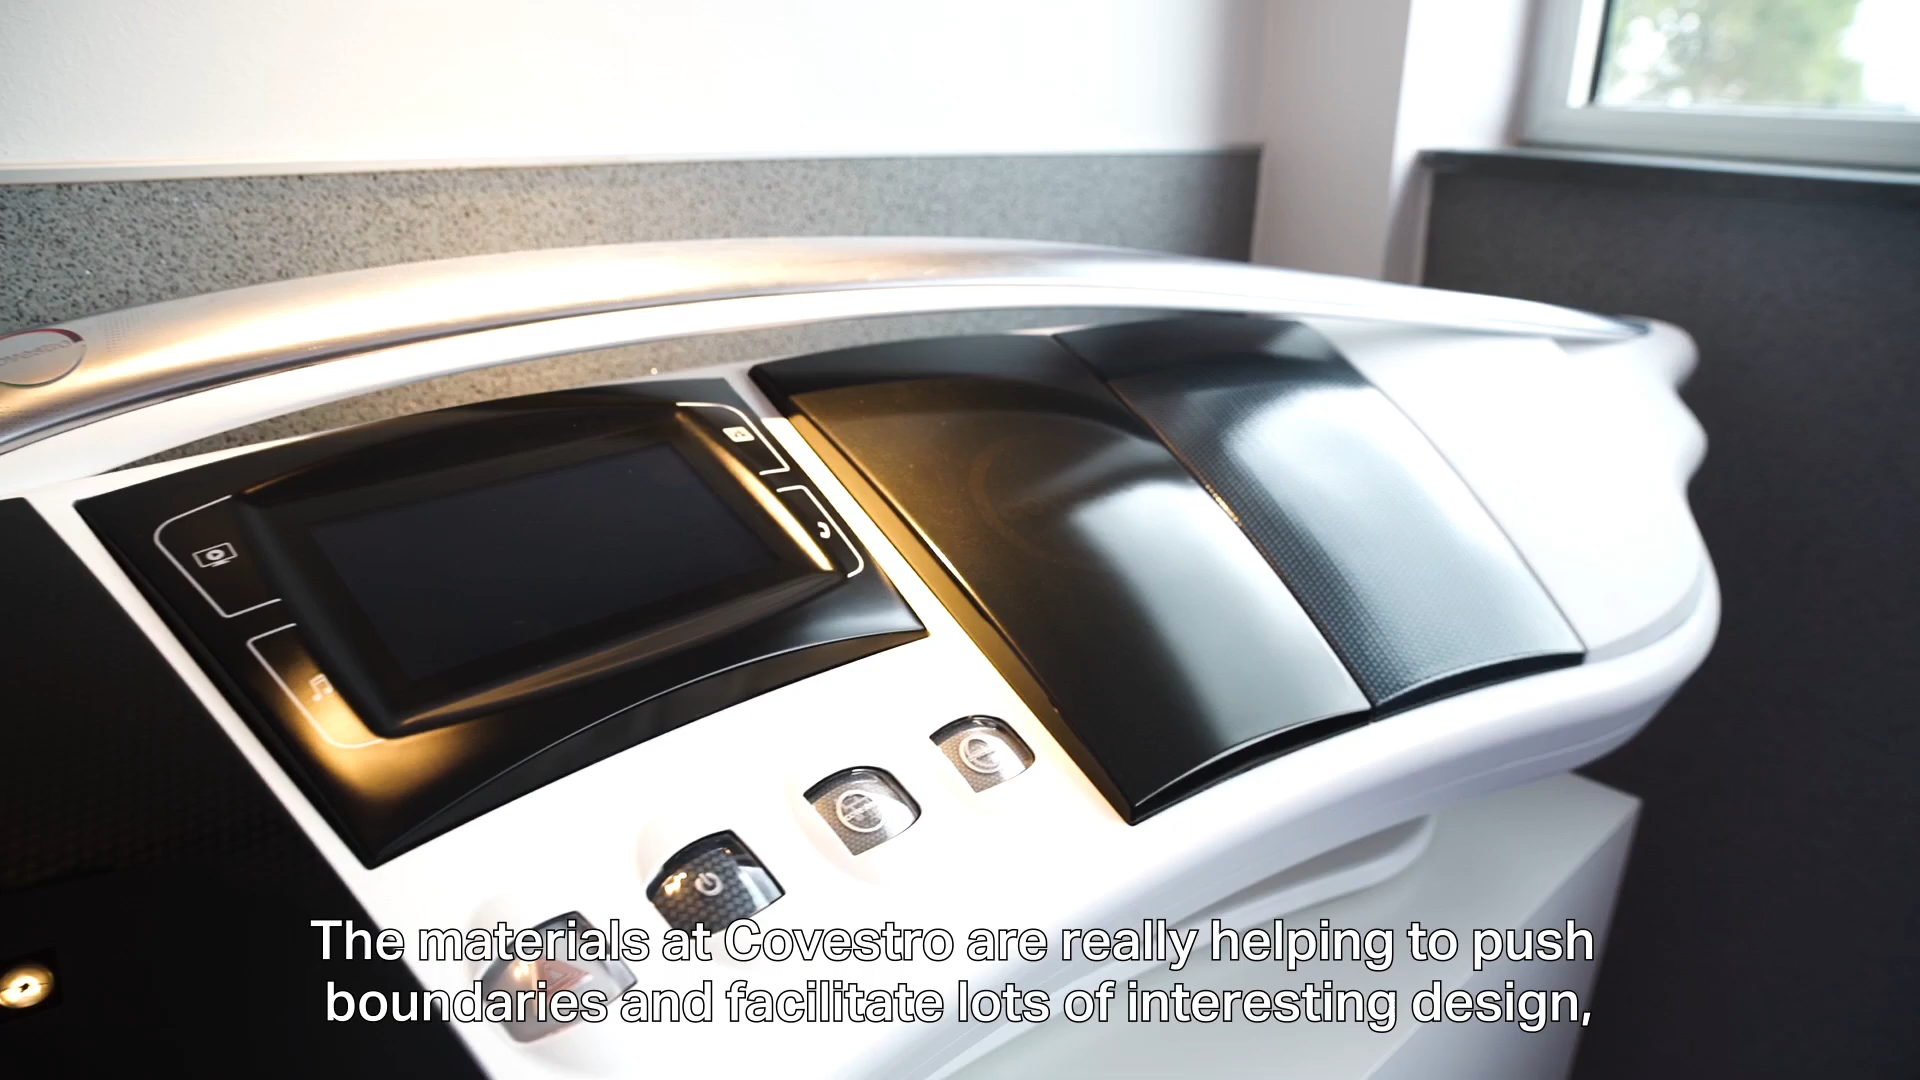 The materials at Covestro are really helping to push
boundaries and facilitate lots of interesting design,